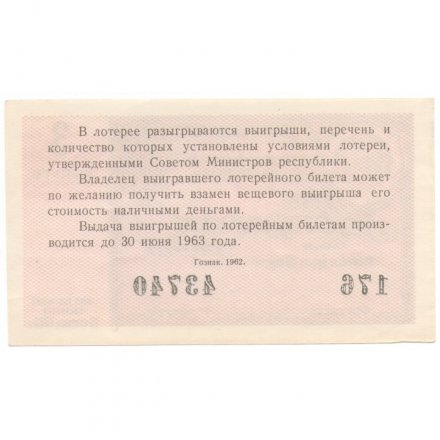 В лотерее разыгрываются выигрыши, перечень и
количество которых установлены условиями лотереи,
утвержденными Советом Министров республики.
Владелец выигравшего лотерейного билета может
по желанию получить взамен вещевого выигрыша его
стоимость наличными деньгами.
Выдача выигрышей по лотерейным билетам произ-
водится до 30 июня 1963 года.
Гознак. 1962.
43740 176